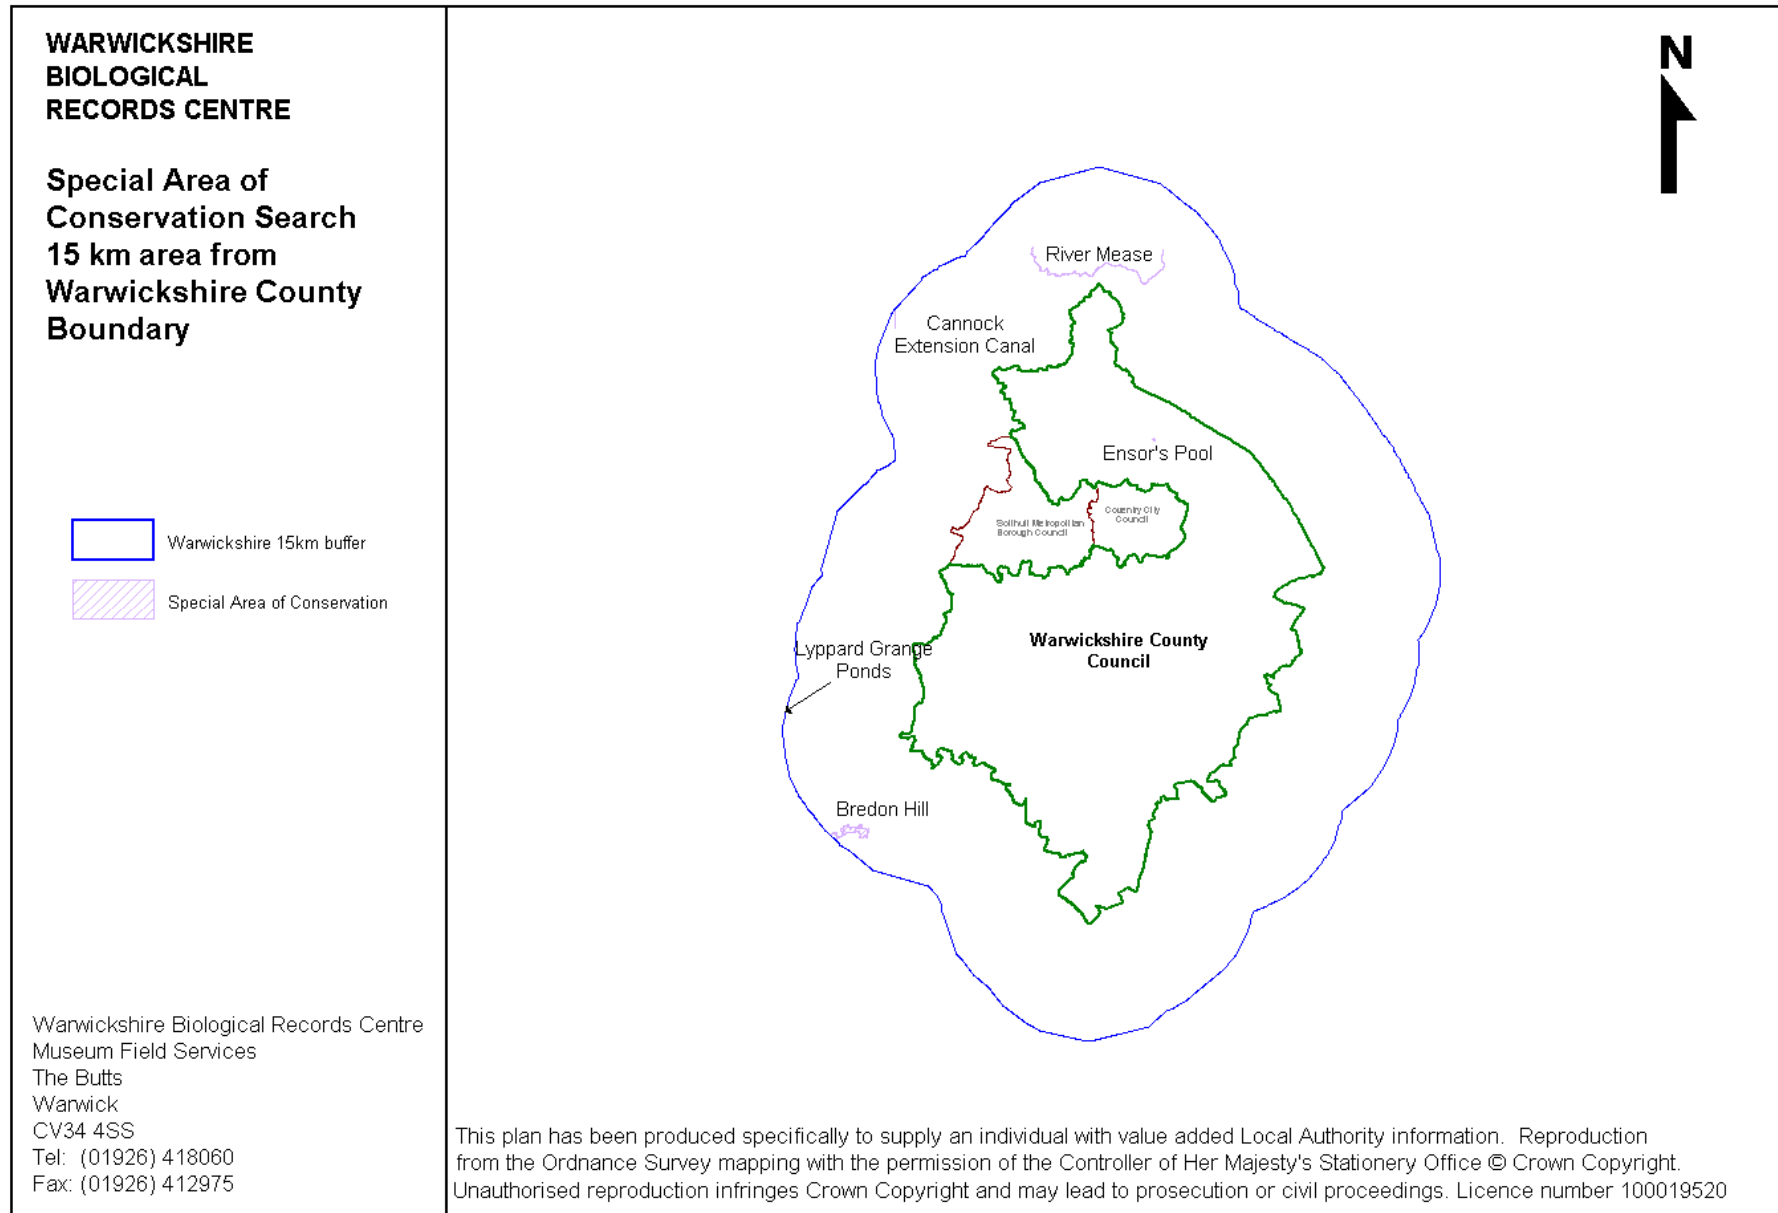 WARWICKSHIRE
BIOLOGICAL
RECORDS CENTRE
Special Area of
Conservation Search
15 km area from
Warwickshire County
Boundary
Warwickshire 15km buffer
Special Area of Conservation
Warwickshire Biological Records Centre
Museum Field Services
The Butts
Warwick
CV34 4SS
Tel: (01926) 418060
Fax: (01926) 412975
N
River Mease
Cannock
Extension Canal
Ensor's Pool
Solihull Metropolitan
Borough Council
Coventry City
Council
Warwickshire County
Council
Lyppard Grange
Ponds
Bredon Hill
This plan has been produced specifically to supply an individual with value added Local Authority information. Reproduction
from the Ordnance Survey mapping with the permission of the Controller of Her Majesty's Stationery Office © Crown Copyright.
Unauthorised reproduction infringes Crown Copyright and may lead to prosecution or civil proceedings. Licence number 100019520